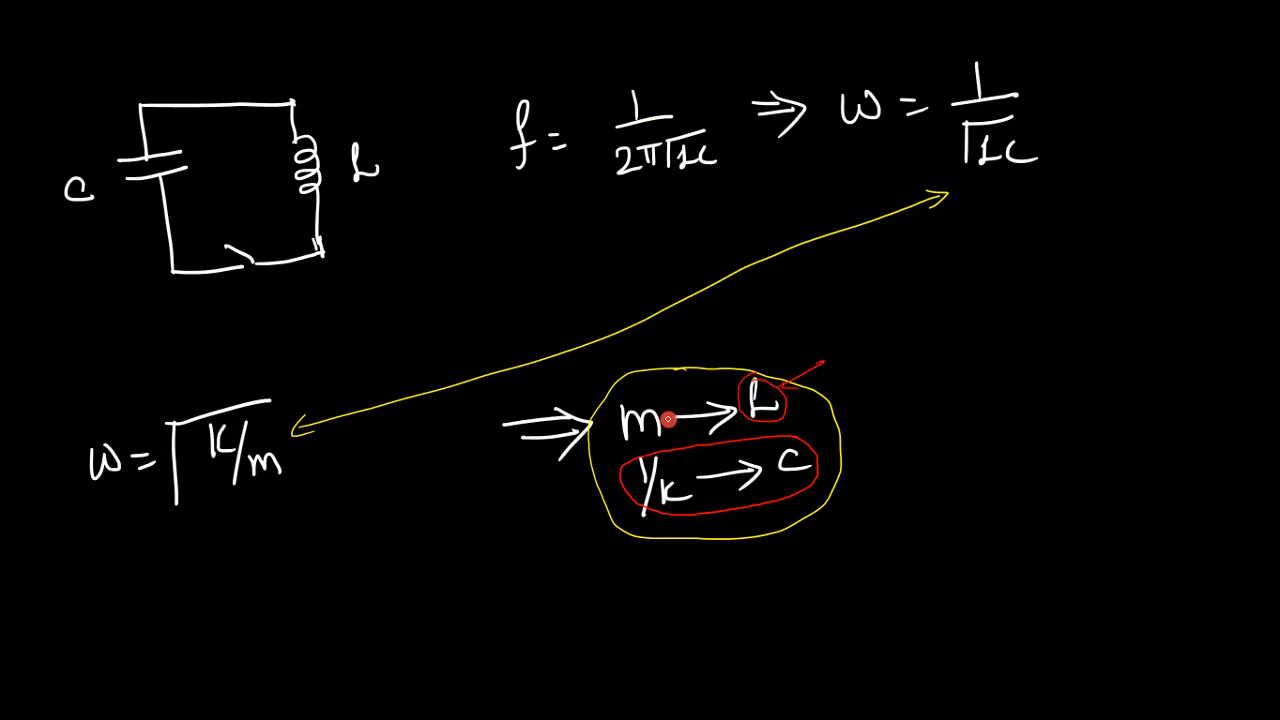 f = 1/2π√LC ⇒ w = 1/√LC
C
L
w = √K/m
m → L
1/K → C